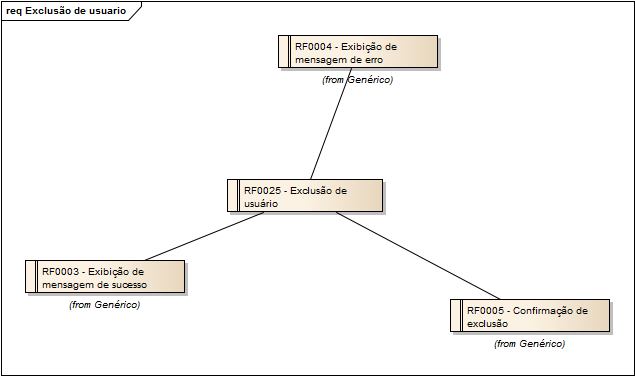 req Exclusão de usuario
RF0004 - Exibição de
mensagem de erro
(from Genérico)
RF0025 - Exclusão de
usuário
RF0003 - Exibição de
mensagem de sucesso
(from Genérico)
RF0005 - Confirmação de
exclusão
(from Genérico)